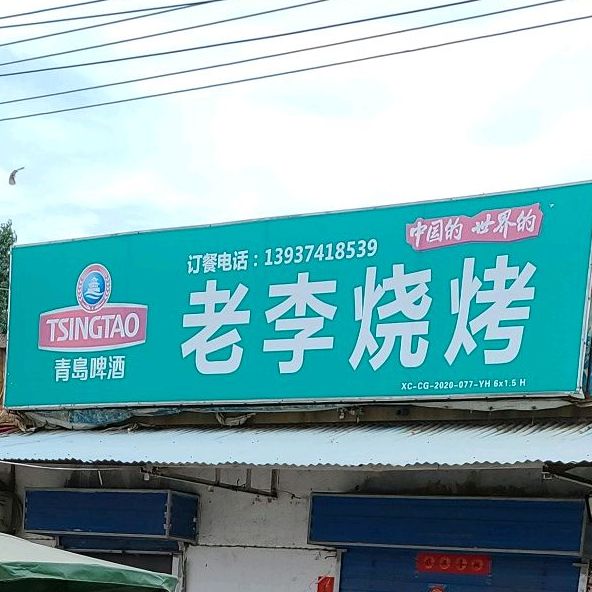 中国的 世界的
订餐电话：13937418539
老李烧烤
TSINGTAO
青岛啤酒
XC-CG-2020-077-YH 6x1.5 H